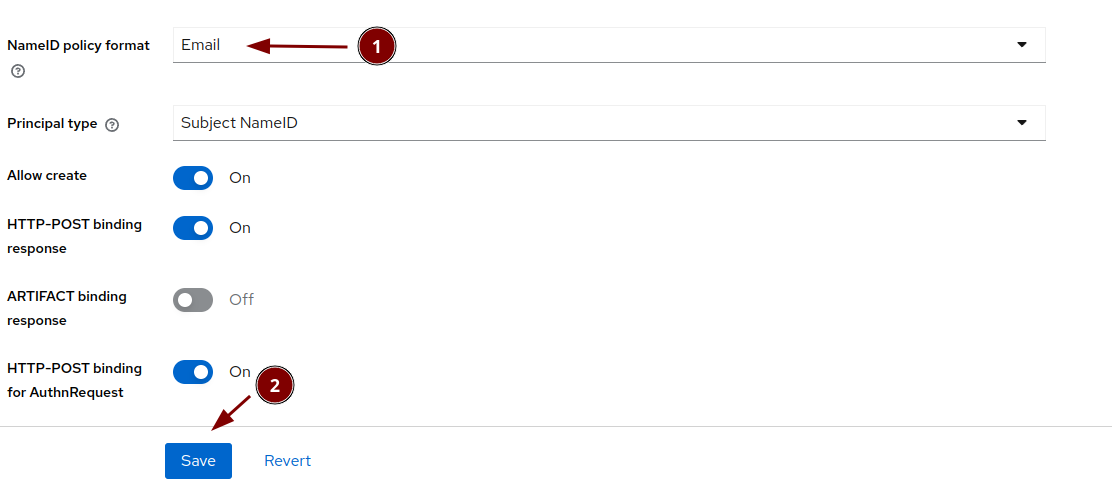 NameID policy format
Email
1
?
Principal type ?
Subject NameID
Allow create
On
HTTP-POST binding
response
On
ARTIFACT binding
response
Off
HTTP-POST binding
for AuthnRequest
On
2
Save
Revert